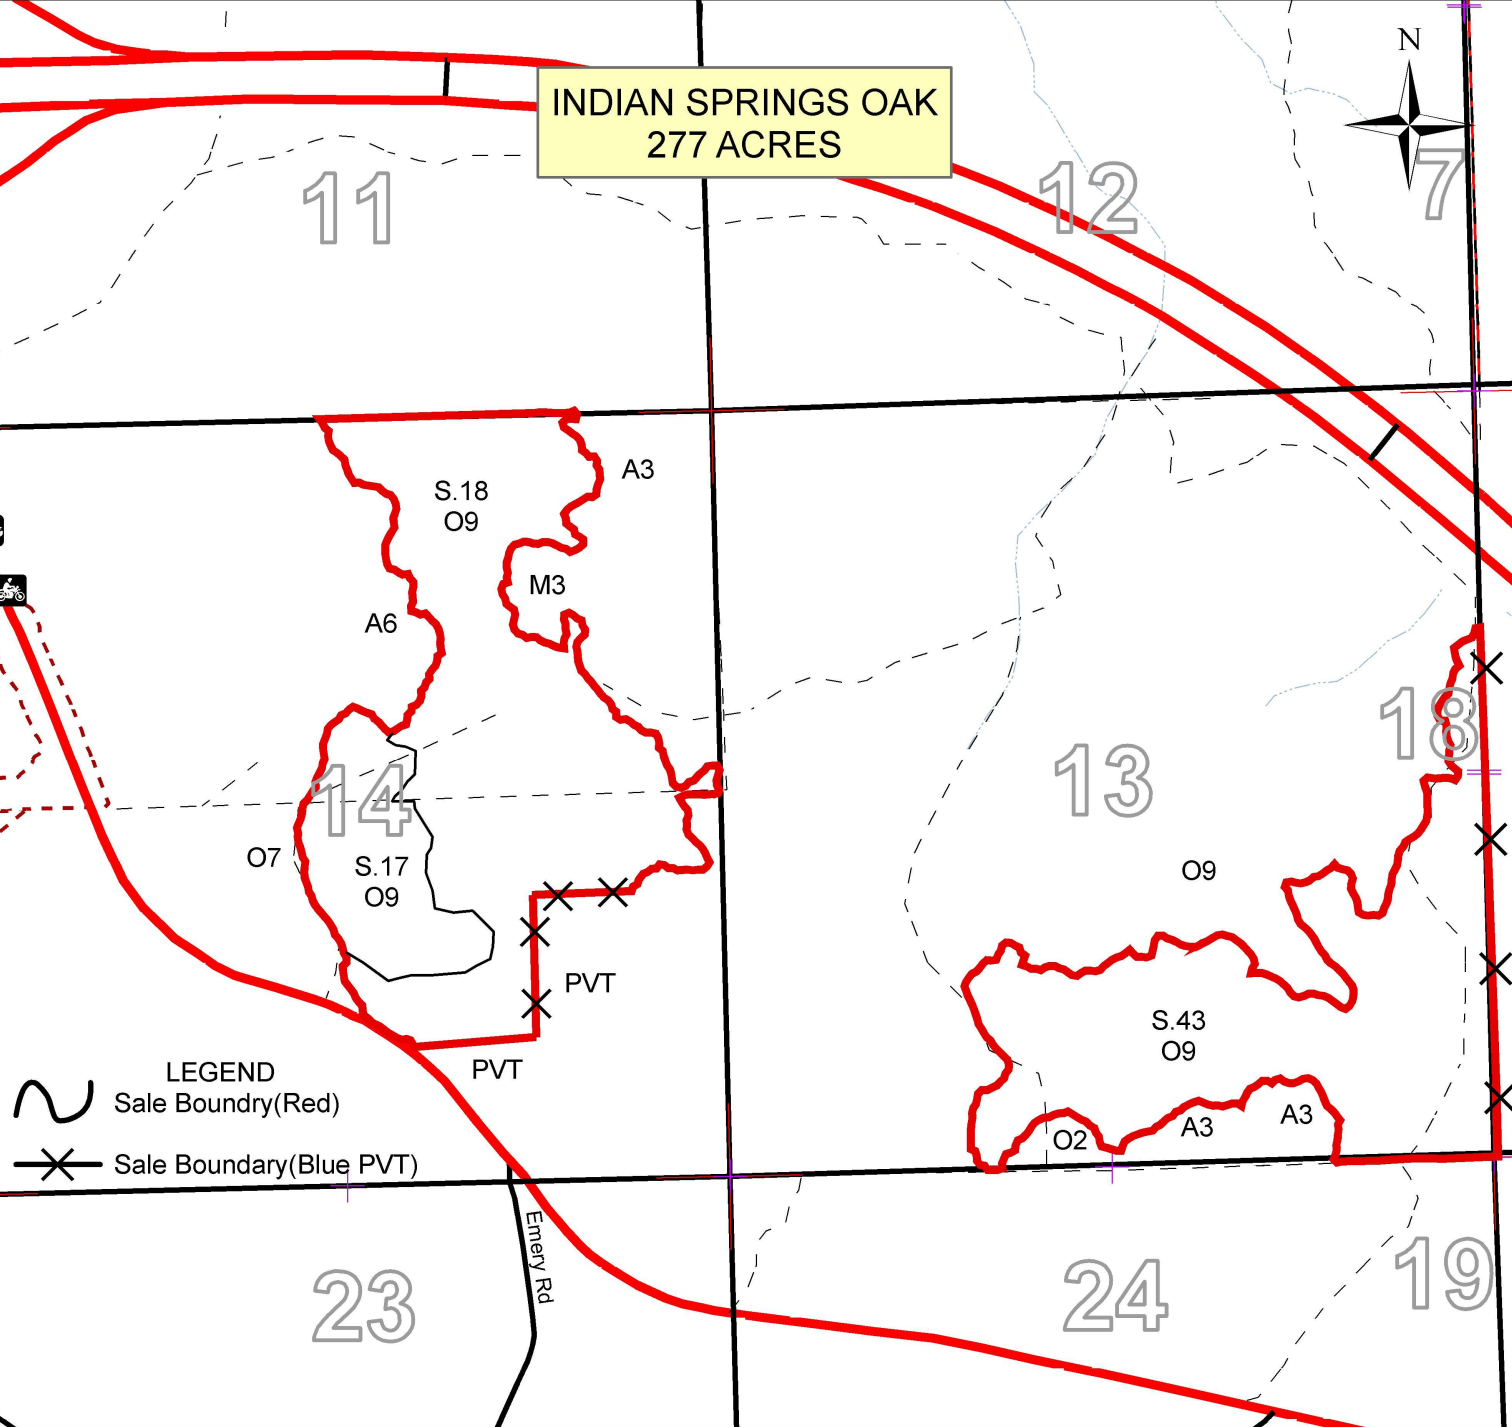 N
INDIAN SPRINGS OAK
277 ACRES
11
12
7
A3
S.18
O9
M3
A6
18
14
13
O7
S.17
O9
O9
PVT
S.43
O9
PVT
LEGEND
Sale Boundry(Red)
A3
A3
O2
Sale Boundary(Blue PVT)
Emery Rd
23
24
19